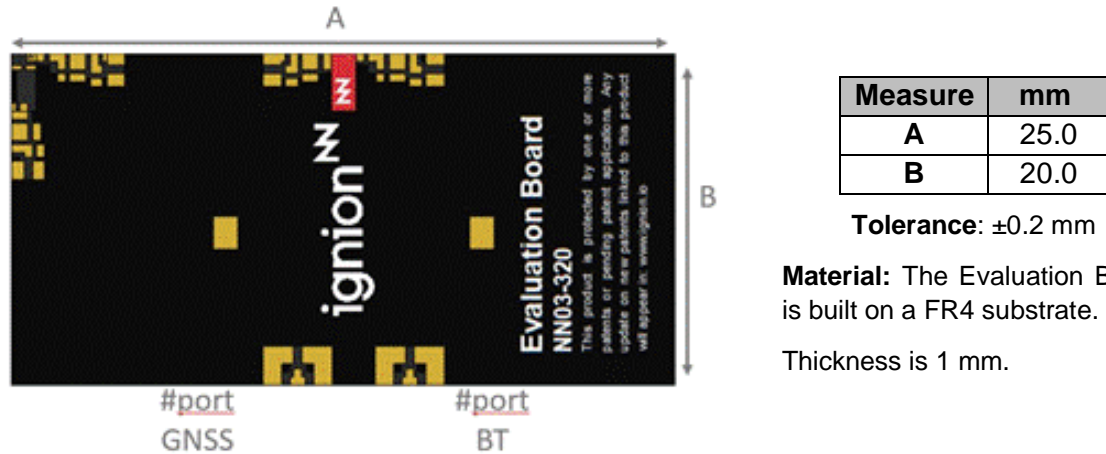 A
ignion NN
NN
Evaluation Board
NN03-320
This product is protected by one or more
patents or pending patent applications. Any
update on new patents linked to this product
will appear in www.ignion.io
B
#port
GNSS
#port
BT
Measure mm
A 25.0
B 20.0
Tolerance: ±0.2 mm
Material: The Evaluation B
is built on a FR4 substrate.
Thickness is 1 mm.